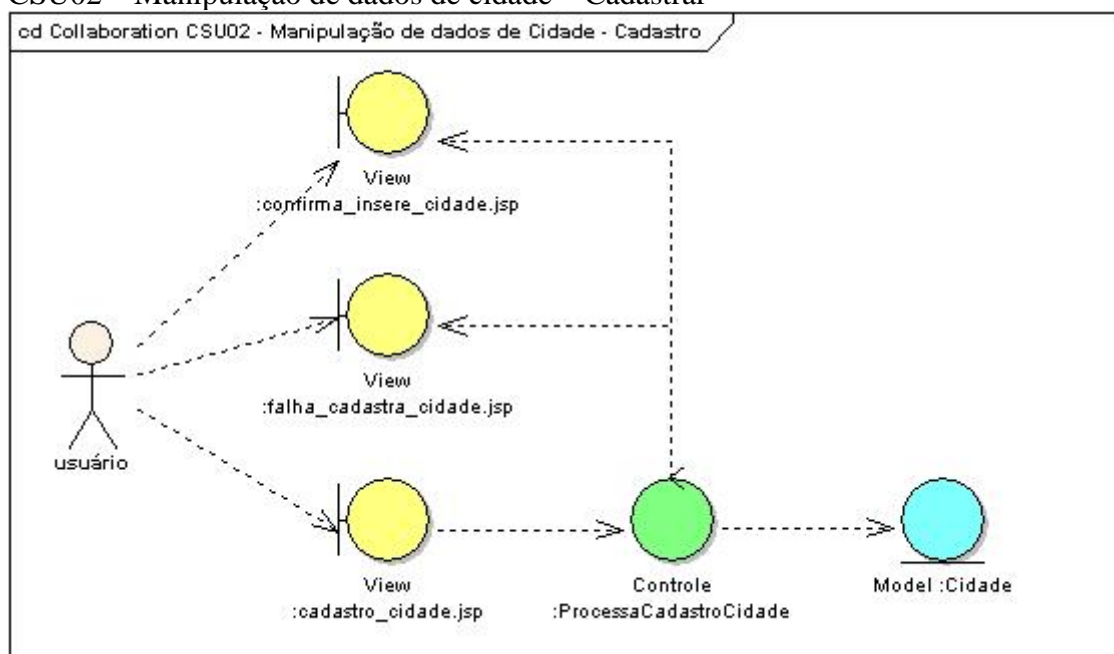 CSU02 – Manipulação de dados de cidade – Cadastrar
cd Collaboration CSU02 - Manipulação de dados de Cidade - Cadastro
View
:confirma_insere_cidade.jsp
View
:falha_cadastra_cidade.jsp
usuário
View
:cadastro_cidade.jsp
Controle
:ProcessaCadastroCidade
Model :Cidade